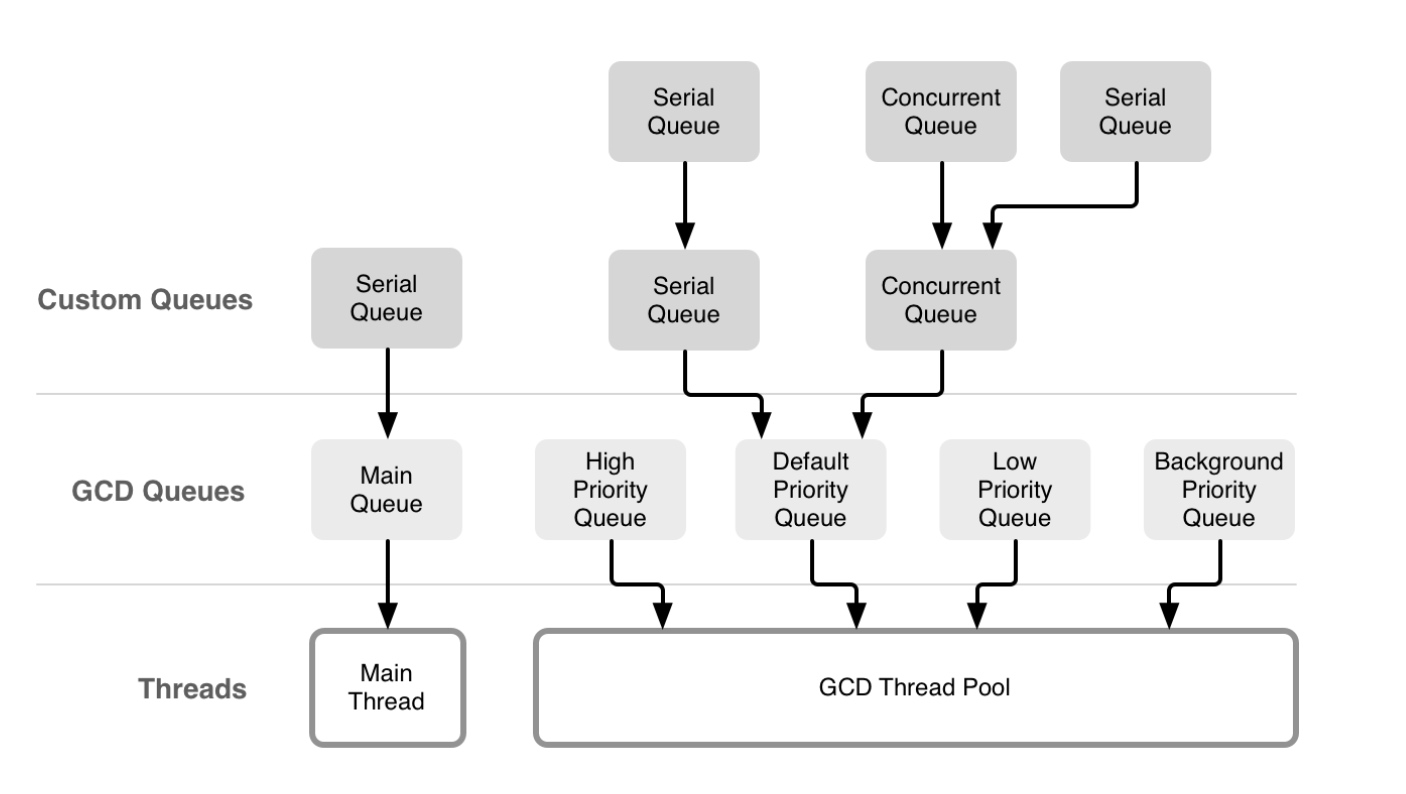 Serial
Queue
Concurrent
Queue
Serial
Queue
Custom Queues
Serial
Queue
Serial
Queue
Concurrent
Queue
GCD Queues
Main
Queue
High
Priority
Queue
Default
Priority
Queue
Low
Priority
Queue
Background
Priority
Queue
Threads
Main
Thread
GCD Thread Pool